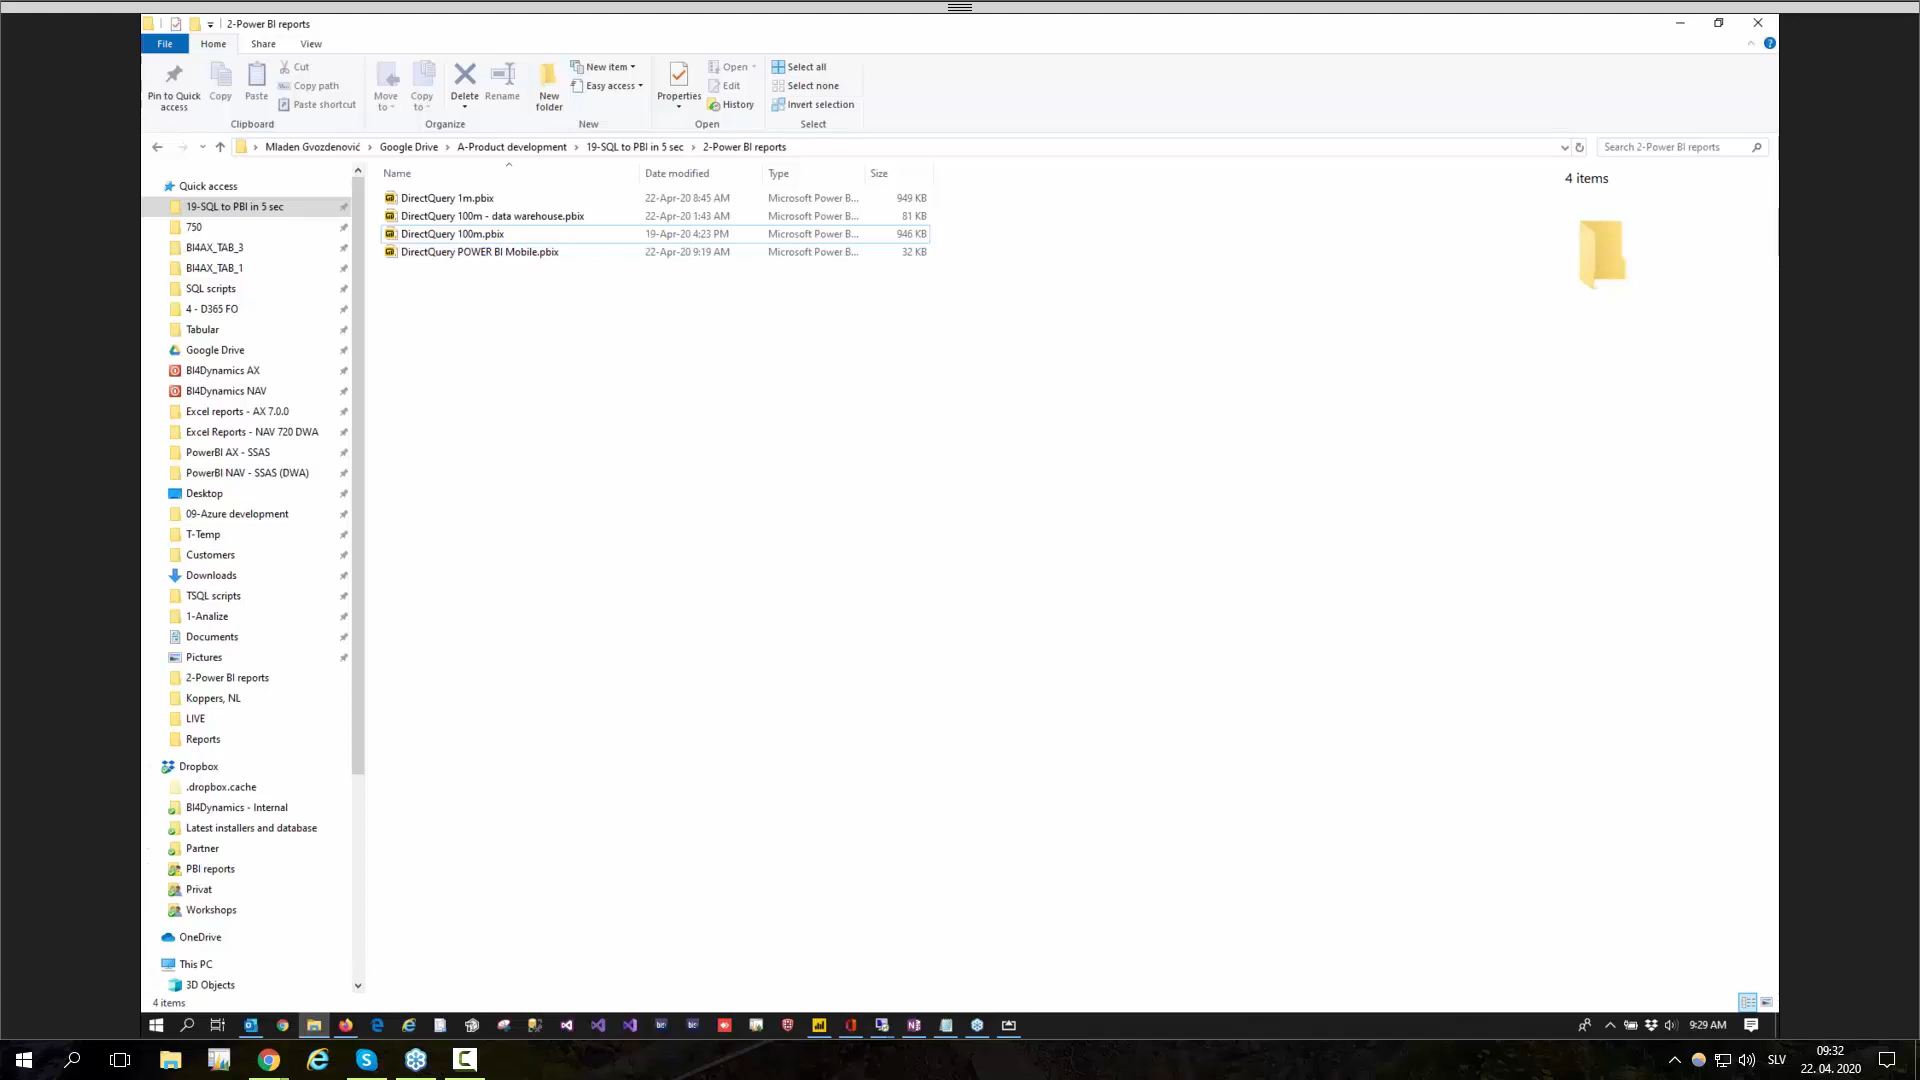 2-Power BI reports
File
Home
Share
View
Pin to Quick access
Copy
Paste
Cut
Copy path
Paste shortcut
Clipboard
Move to
Copy to
Delete
Rename
Organize
New folder
New item
Easy access
New
Properties
Open
Edit
History
Open
Select all
Select none
Invert selection
Select
Mladen Gvozdenović
Google Drive
A-Product development
19-SQL to PBI in 5 sec
2-Power BI reports
Search 2-Power BI reports
Name Date modified Type Size
DirectQuery 1m.pbix 22-Apr-20 8:45 AM Microsoft Power B... 949 KB
DirectQuery 100m - data warehouse.pbix 22-Apr-20 1:43 AM Microsoft Power B... 81 KB
DirectQuery 100m.pbix 19-Apr-20 4:23 PM Microsoft Power B... 946 KB
DirectQuery POWER BI Mobile.pbix 22-Apr-20 9:19 AM Microsoft Power B... 32 KB
4 items
Quick access
19-SQL to PBI in 5 sec
750
BI4AX_TAB_3
BI4AX_TAB_1
SQL scripts
4 - D365 FO
Tabular
Google Drive
BI4Dynamics AX
BI4Dynamics NAV
Excel reports - AX 7.0.0
Excel Reports - NAV 720 DWA
PowerBI AX - SSAS
PowerBI NAV - SSAS (DWA)
Desktop
09-Azure development
T-Temp
Customers
Downloads
TSQL scripts
1-Analize
Documents
Pictures
2-Power BI reports
Koppers, NL
LIVE
Reports
Dropbox
.dropbox.cache
BI4Dynamics - Internal
Latest installers and database
Partner
PBI reports
Privat
Workshops
OneDrive
This PC
3D Objects
4 items
9:29 AM
SLV
09:32
22. 04. 2020